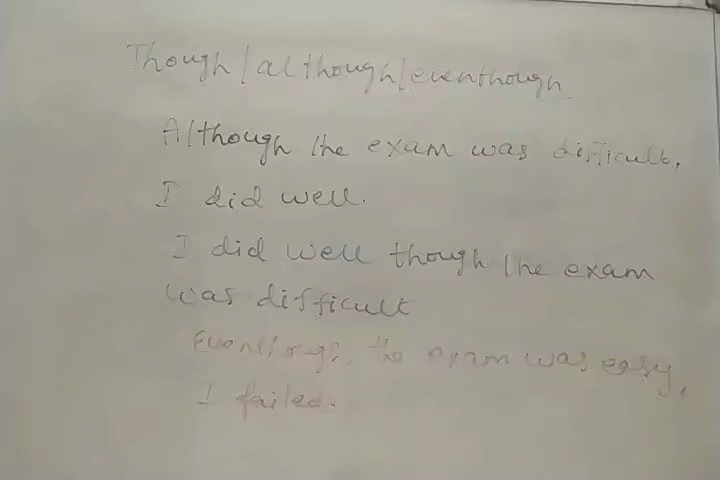 Though/although/eventhough
Although the exam was difficult,
I did well.
I did well though the exam
was difficult
Eventhough the exam was easy,
I failed.